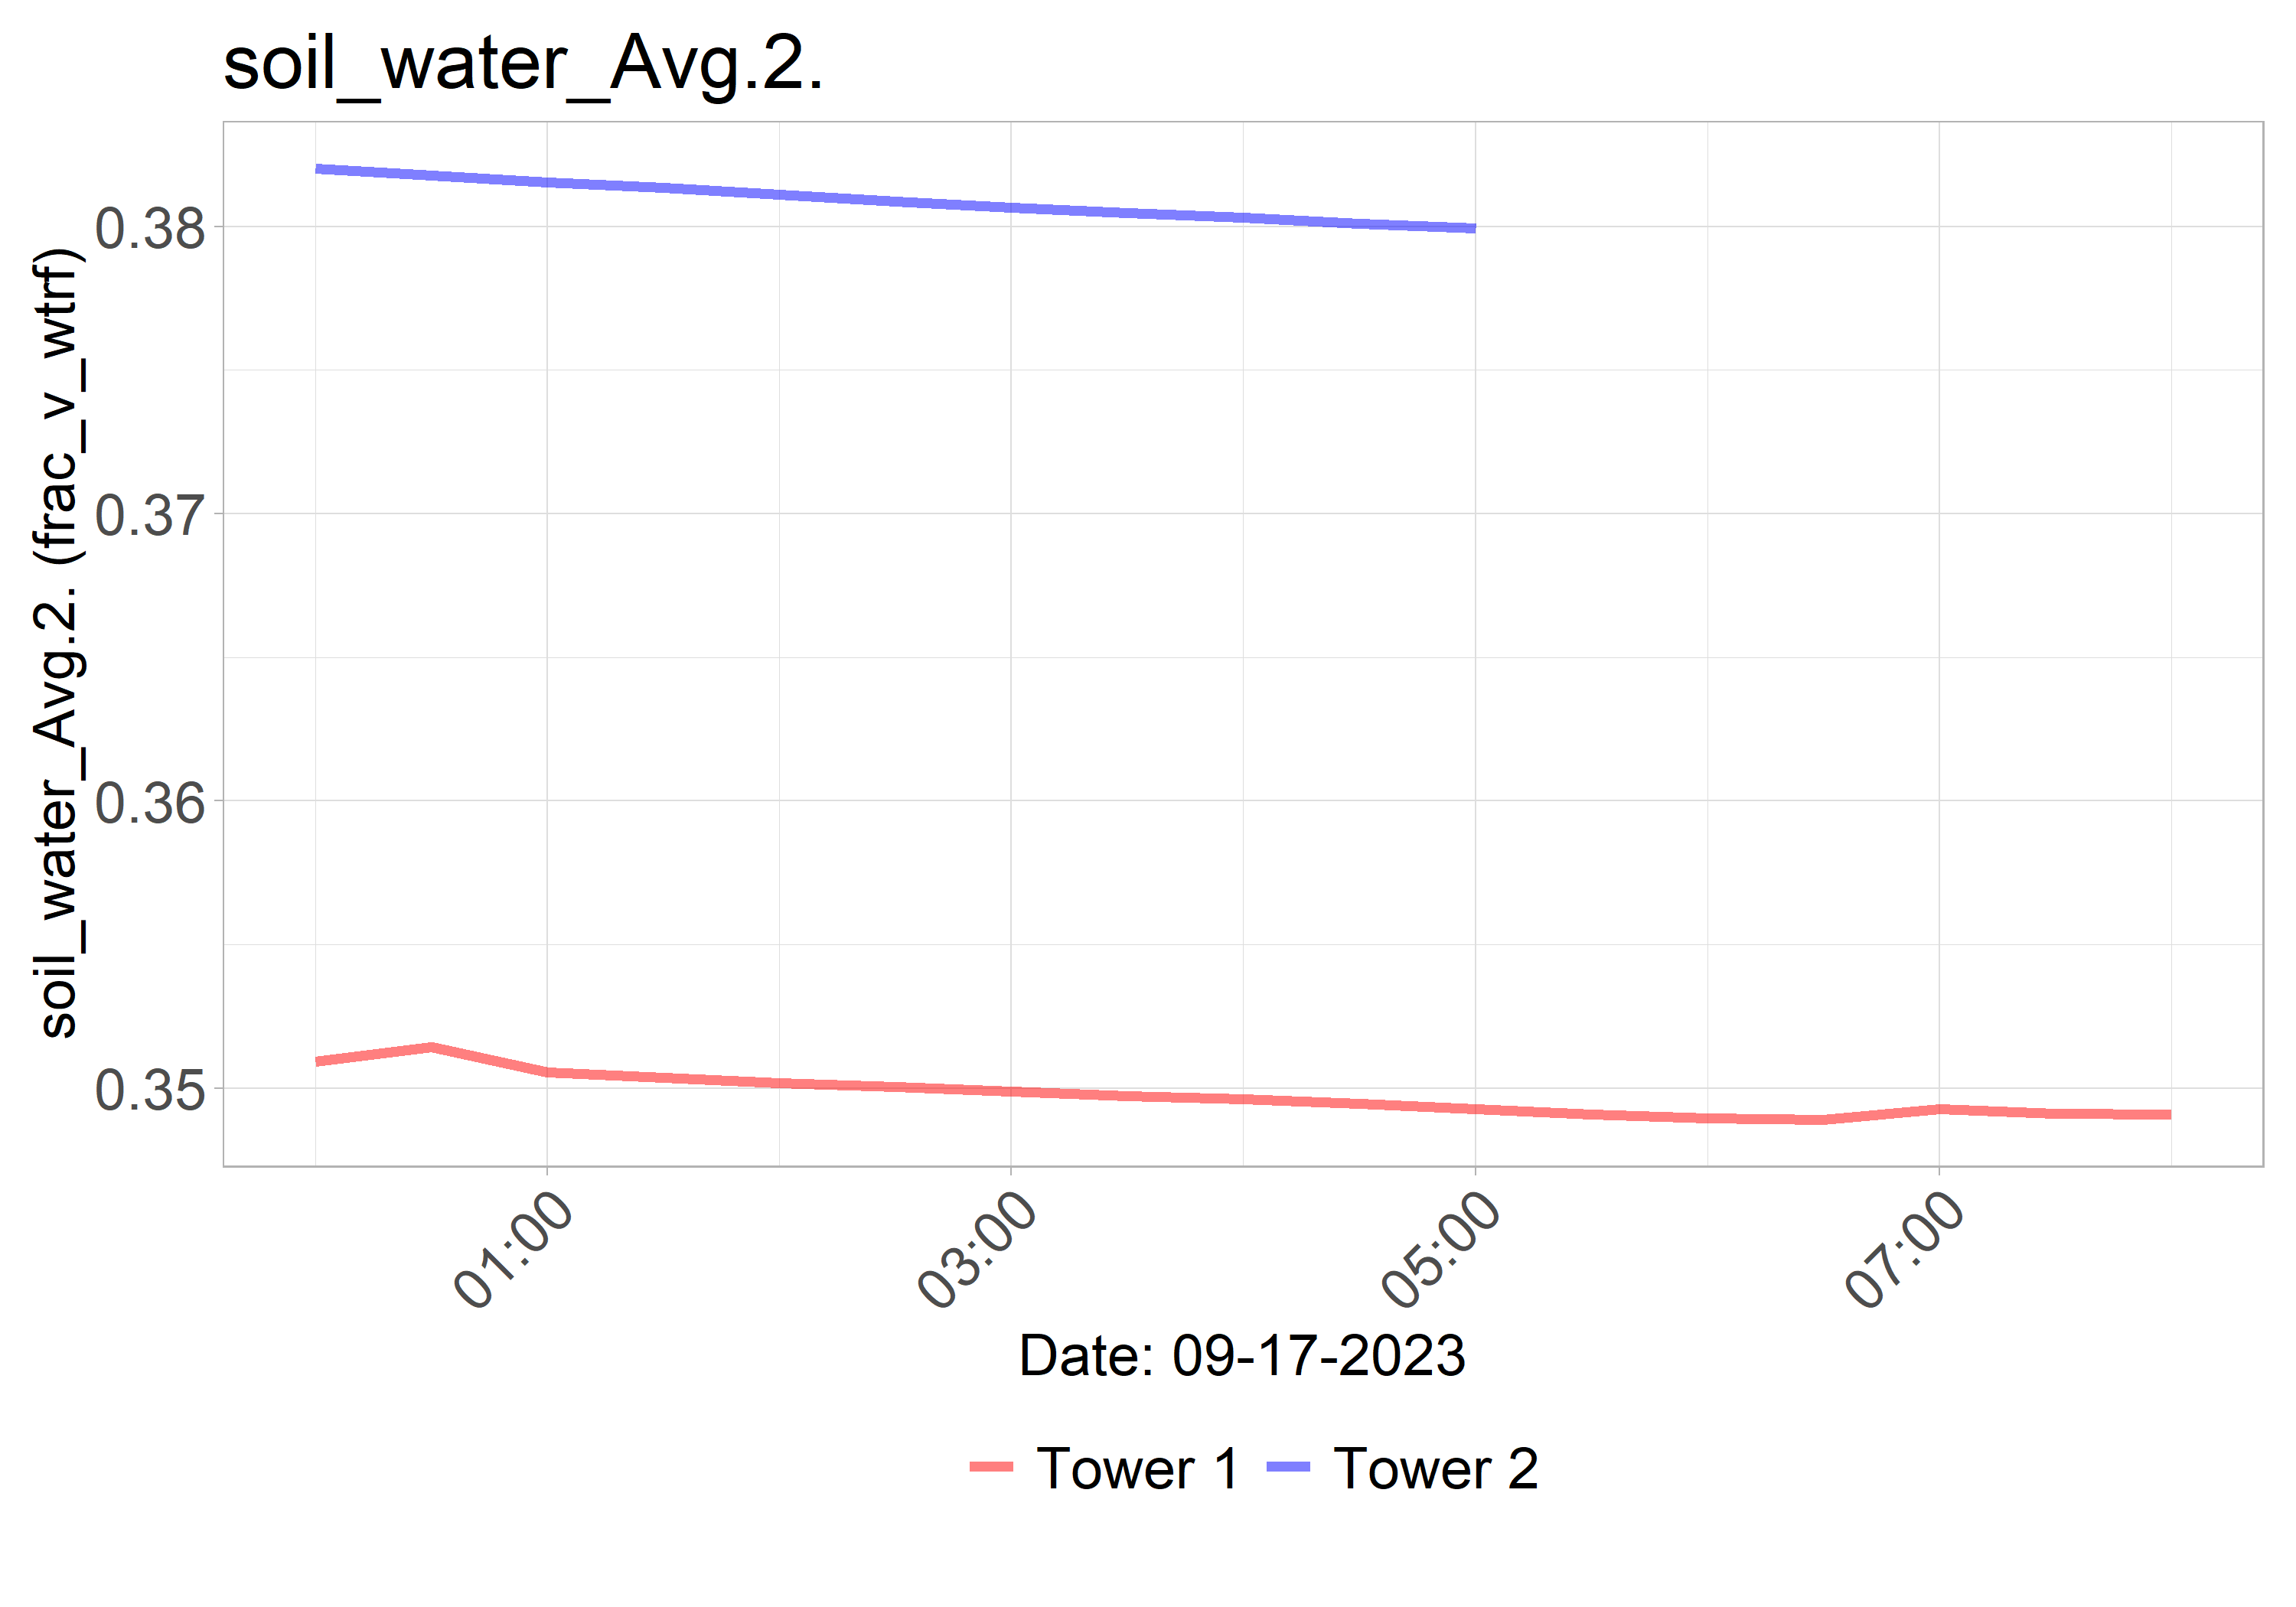 soil_water_Avg.2.
soil_water_Avg.2. (frac_v_wtrf)
0.38
0.37
0.36
0.35
01:00
03:00
05:00
07:00
Date: 09-17-2023
Tower 1
Tower 2